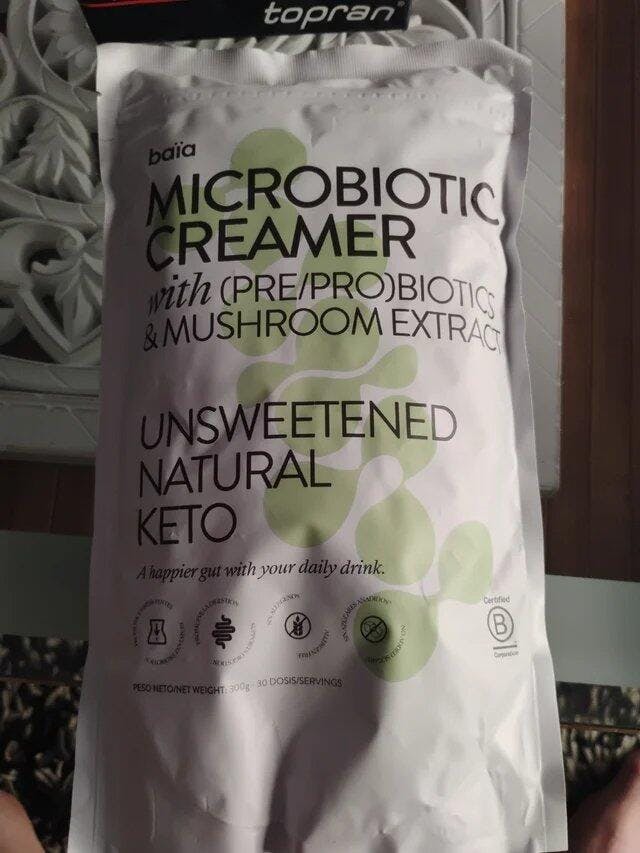 topran®
baïa
MICROBIOTIC
CREAMER
with (PRE/PRO)BIOTICS
& MUSHROOM EXTRACT
UNSWEETENED
NATURAL
KETO
A happier gut with your daily drink.
Certified
B
Corporation
PESO NETO/NET WEIGHT: 300g - 30 DOSIS/SERVINGS